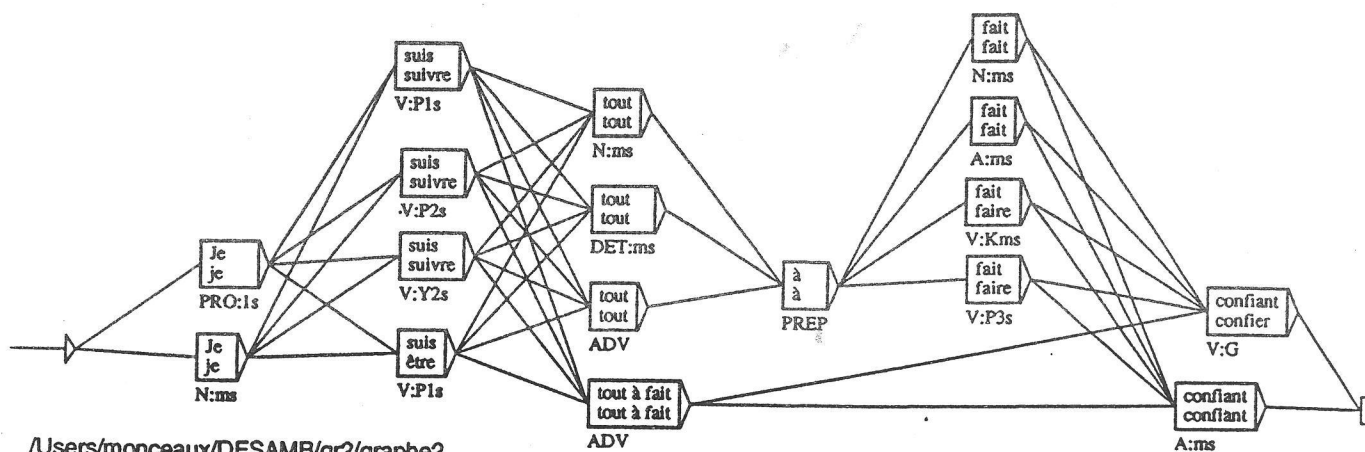 Je
je
PRO:1s
Je
je
N:ms
suis
suivre
V:P1s
suis
suivre
V:P2s
suis
suivre
V:Y2s
suis
être
V:P1s
tout
tout
N:ms
tout
tout
DET:ms
tout
tout
ADV
tout à fait
tout à fait
ADV
à
à
PREP
fait
fait
N:ms
fait
fait
A:ms
fait
faire
V:Kms
fait
faire
V:P3s
confiant
confier
V:G
confiant
confiant
A:ms
/Users/monceaux/DESAMB/gr2/graphe2